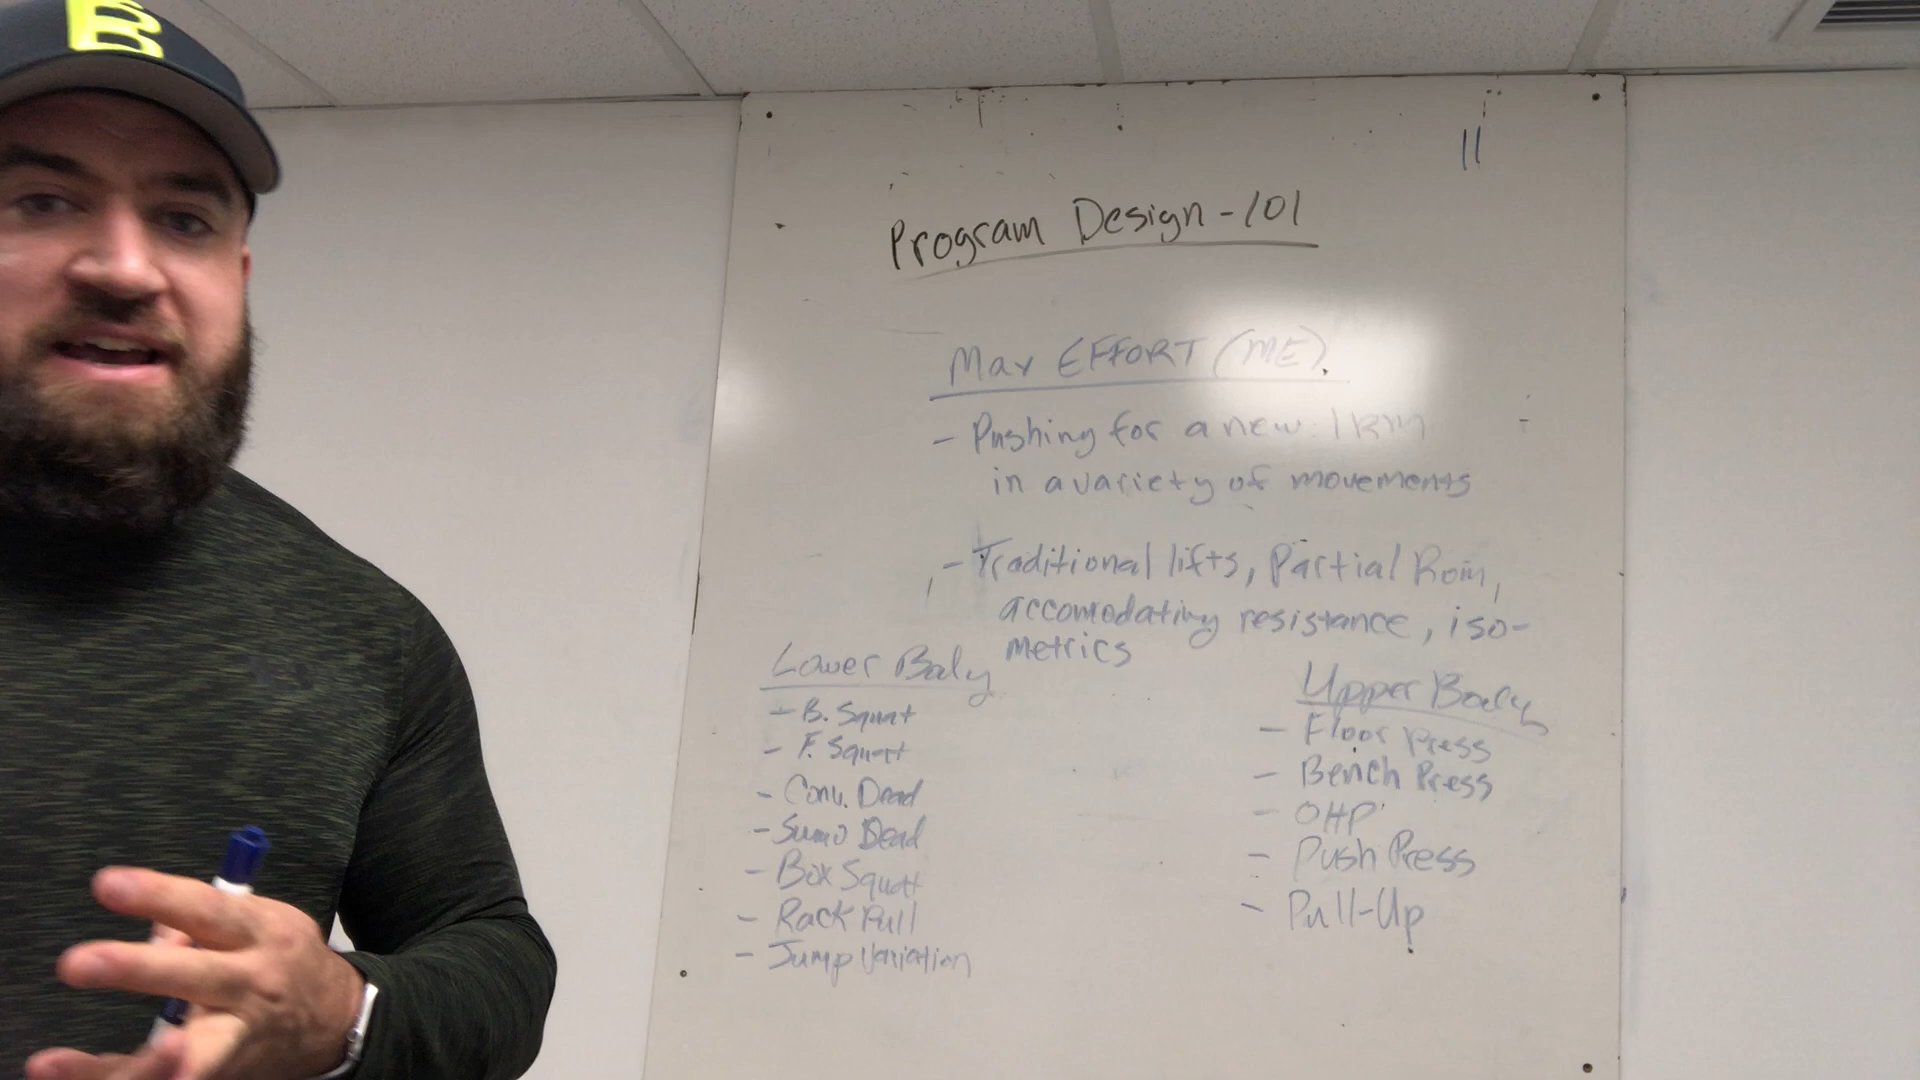 B
11
Program Design - 101
Max EFFORT (ME)
- Pushing for a new 1RM
in a variety of movements
- Traditional lifts, Partial Rom,
accomodating resistance, iso-
metrics
Lower Body
- B. Squat
- F. Squat
- Conv. Dead
- Sumo Dead
- Box Squat
- Rack Pull
- Jump Variation
Upper Body
- Floor Press
- Bench Press
- OHP
- Push Press
- Pull-Up